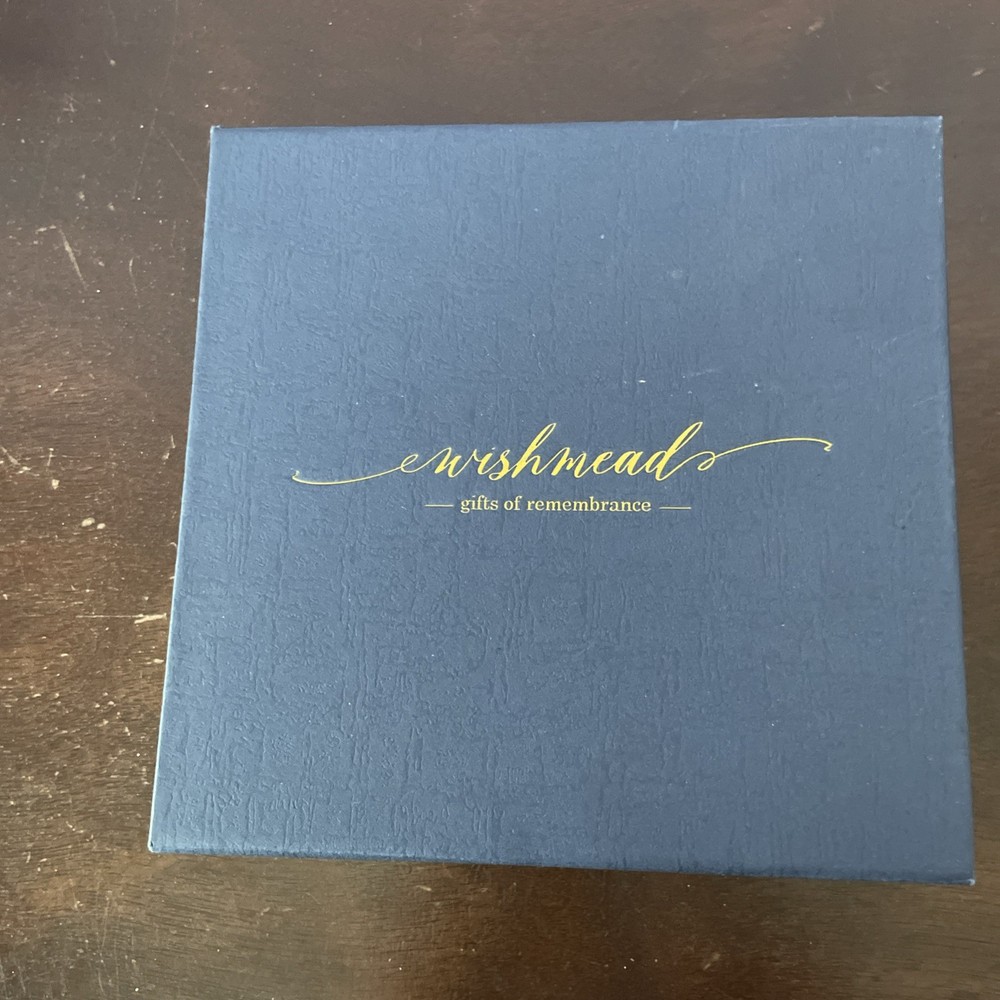 wishmead
gifts of remembrance